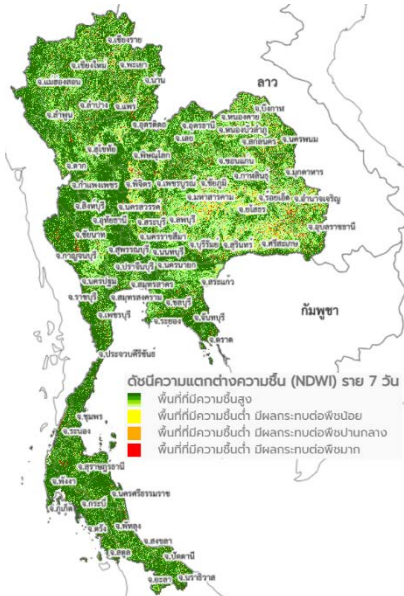 จ.เชียงราย
จ.เชียงใหม่
จ.พะเยา
จ.แม่ฮ่องสอน
จ.น่าน
ลาว
จ.ลำปาง
จ.แพร่
จ.ลำพูน
จ.อุตรดิตถ์
จ.บึงกาฬ
จ.หนองคาย
จ.อุดรธานี
จ.เลย
จ.หนองบัวลำภู
จ.สกลนคร
จ.นครพนม
จ.สุโขทัย
จ.พิษณุโลก
จ.ตาก
จ.ขอนแก่น
จ.กาฬสินธุ์
จ.มุกดาหาร
จ.กำแพงเพชร
จ.พิจิตร
จ.เพชรบูรณ์
จ.ชัยภูมิ
จ.มหาสารคาม
จ.ร้อยเอ็ด
จ.อำนาจเจริญ
จ.ยโสธร
จ.สิงห์บุรี
จ.นครสวรรค์
จ.อุทัยธานี
จ.สระบุรี
จ.ลพบุรี
จ.อุบลราชธานี
จ.ชัยนาท
จ.นครราชสีมา
จ.บุรีรัมย์
จ.สุรินทร์
จ.ศรีสะเกษ
จ.กาญจนบุรี
จ.สุพรรณบุรี
จ.นนทบุรี
จ.ปราจีนบุรี
จ.นครนายก
จ.นครปฐม
จ.สมุทรสาคร
จ.สระแก้ว
จ.ราชบุรี
จ.สมุทรสงคราม
จ.ชลบุรี
จ.เพชรบุรี
จ.ระยอง
จ.จันทบุรี
กัมพูชา
จ.ตราด
จ.ประจวบคีรีขันธ์
ดัชนีความแตกต่างความชื้น (NDWI) ราย 7 วัน
พื้นที่ที่มีความชื้นสูง
พื้นที่ที่มีความชื้นต่ำ มีผลกระทบต่อพืชน้อย
พื้นที่ที่มีความชื้นต่ำ มีผลกระทบต่อพืชปานกลาง
พื้นที่ที่มีความชื้นต่ำ มีผลกระทบต่อพืชมาก
จ.ชุมพร
จ.ระนอง
จ.สุราษฎร์ธานี
จ.พังงา
จ.นครศรีธรรมราช
จ.กระบี่
จ.ภูเก็ต
จ.ตรัง
จ.พัทลุง
จ.สงขลา
จ.สตูล
จ.ปัตตานี
จ.ยะลา
จ.นราธิวาส